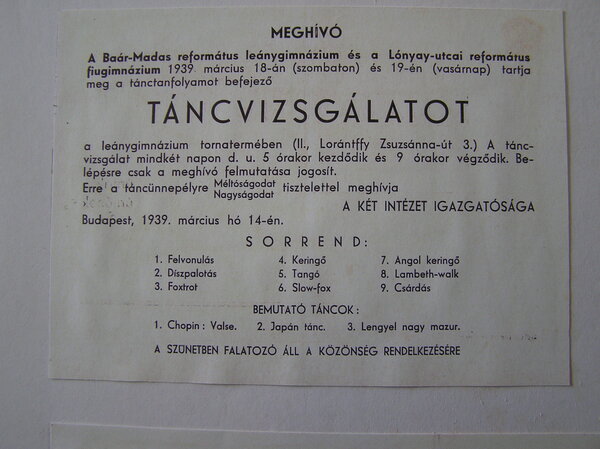 MEGHÍVÓ
A Baár-Madas református leánygimnázium és a Lónyay-utcai református
fiugimnázium 1939 március 18-án (szombaton) és 19-én (vasárnap) tartja
meg a tánctanfolyamot befejező
TÁNCVIZSGÁLATOT
a leánygimnázium tornatermében (II., Lorántffy Zsuzsánna-út 3.) A tánc-
vizsgálat mindkét napon d. u. 5 órakor kezdődik és 9 órakor végződik. Be-
lépésre csak a meghívó felmutatása jogosít.
Erre a táncünnepélyre Méltóságodat Nagyságodat tisztelettel meghívja
A KÉT INTÉZET IGAZGATÓSÁGA
Budapest, 1939. március hó 14-én.
SORREND:
1. Felvonulás
2. Díszpalotás
3. Foxtrot
4. Keringő
5. Tangó
6. Slow-fox
7. Angol keringő
8. Lambeth-walk
9. Csárdás
BEMUTATÓ TÁNCOK:
1. Chopin: Valse. 2. Japán tánc. 3. Lengyel nagy mazur.
A SZÜNETBEN FALATOZÓ ÁLL A KÖZÖNSÉG RENDELKEZÉSÉRE